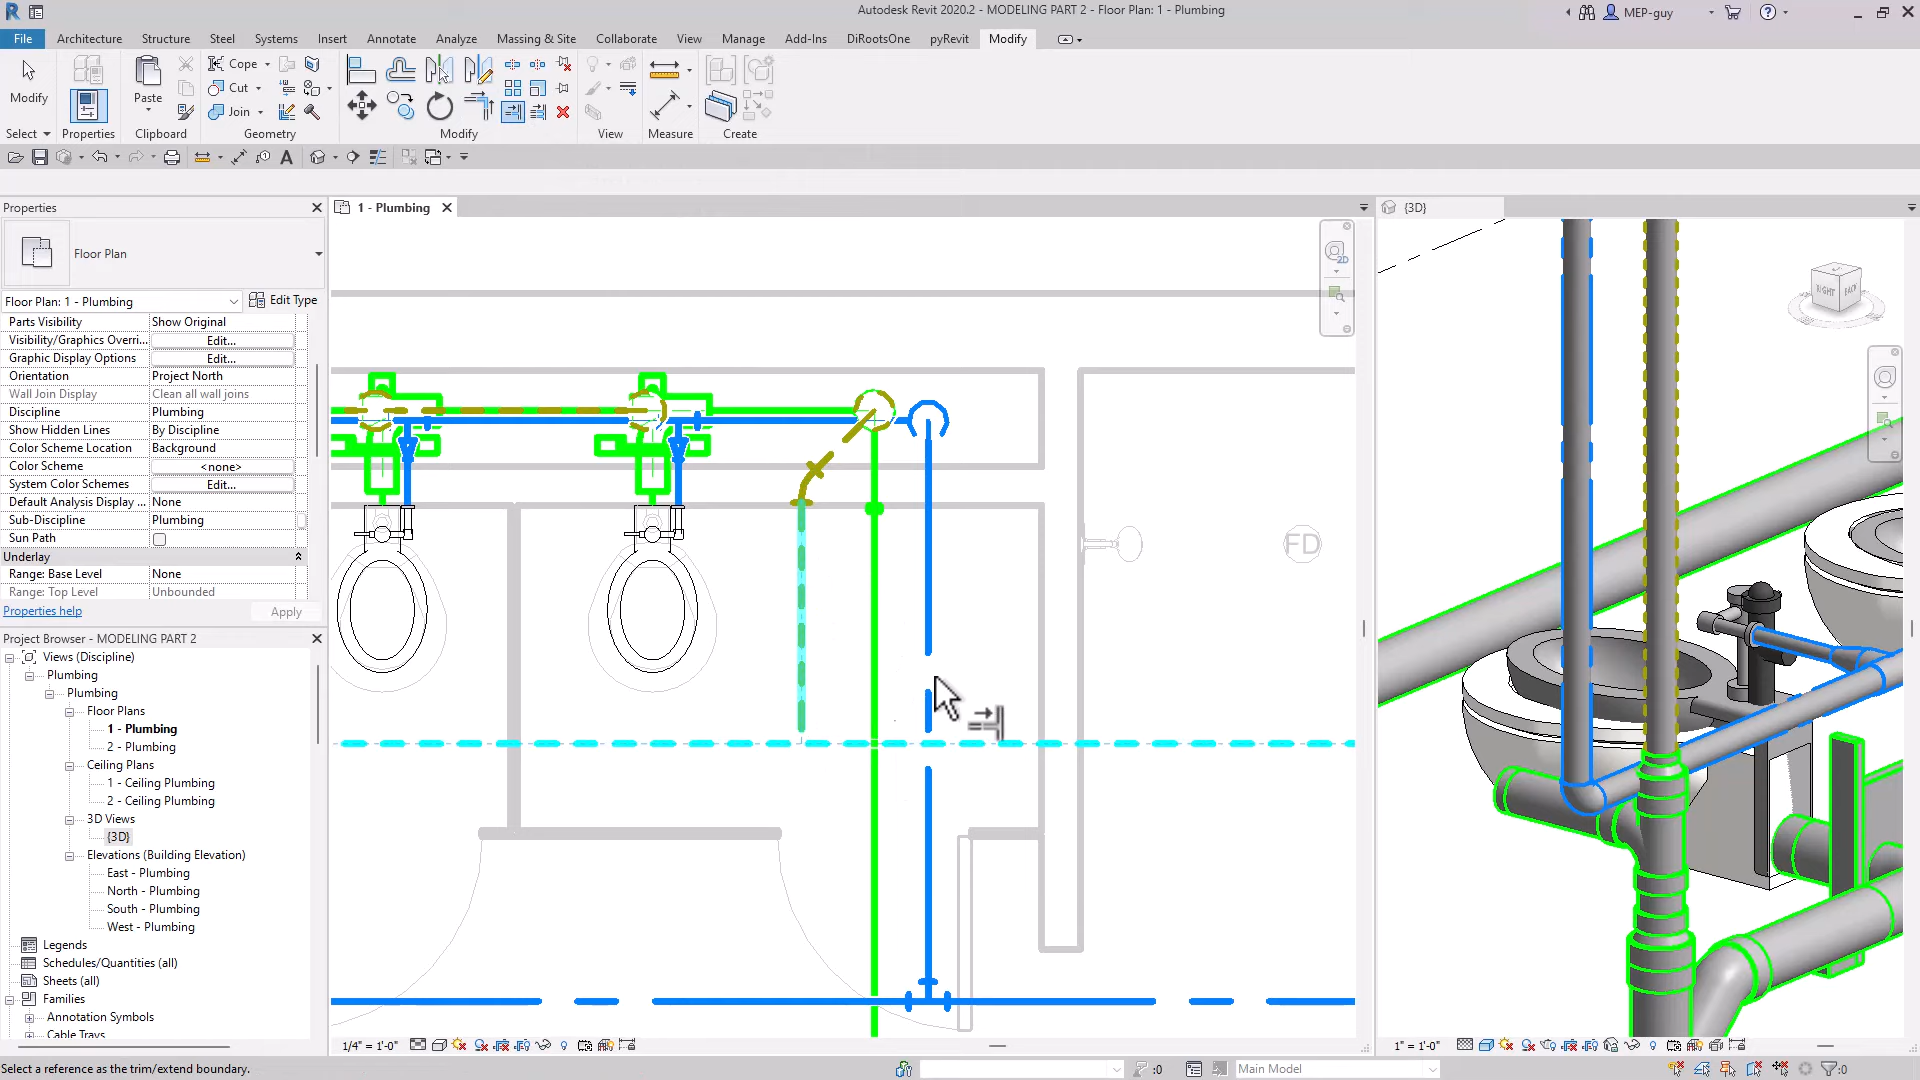 Autodesk Revit 2020.2 - MODELING PART 2 - Floor Plan: 1 - Plumbing
MEP-guy
File
Architecture
Structure
Steel
Systems
Insert
Annotate
Analyze
Massing & Site
Collaborate
View
Manage
Add-Ins
DiRootsOne
pyRevit
Modify
Modify
Paste
Cope
Cut
Join
Select
Properties
Clipboard
Geometry
Modify
View
Measure
Create
Properties
1 - Plumbing
{3D}
Floor Plan
Floor Plan: 1 - Plumbing
Edit Type
Parts Visibility Show Original
Visibility/Graphics Overri... Edit...
Graphic Display Options Edit...
Orientation Project North
Wall Join Display Clean all wall joins
Discipline Plumbing
Show Hidden Lines By Discipline
Color Scheme Location Background
Color Scheme <none>
System Color Schemes Edit...
Default Analysis Display ... None
Sub-Discipline Plumbing
Sun Path
Underlay
Range: Base Level None
Range: Top Level Unbounded
Properties help
Apply
Project Browser - MODELING PART 2
Views (Discipline)
Plumbing
Plumbing
Floor Plans
1 - Plumbing
2 - Plumbing
Ceiling Plans
1 - Ceiling Plumbing
2 - Ceiling Plumbing
3D Views
{3D}
Elevations (Building Elevation)
East - Plumbing
North - Plumbing
South - Plumbing
West - Plumbing
Legends
Schedules/Quantities (all)
Sheets (all)
Families
Annotation Symbols
Cable Trays
2D
FD
RIGHT
BACK
1/4" = 1'-0"
1" = 1'-0"
Select a reference as the trim/extend boundary.
:0
Main Model
:0